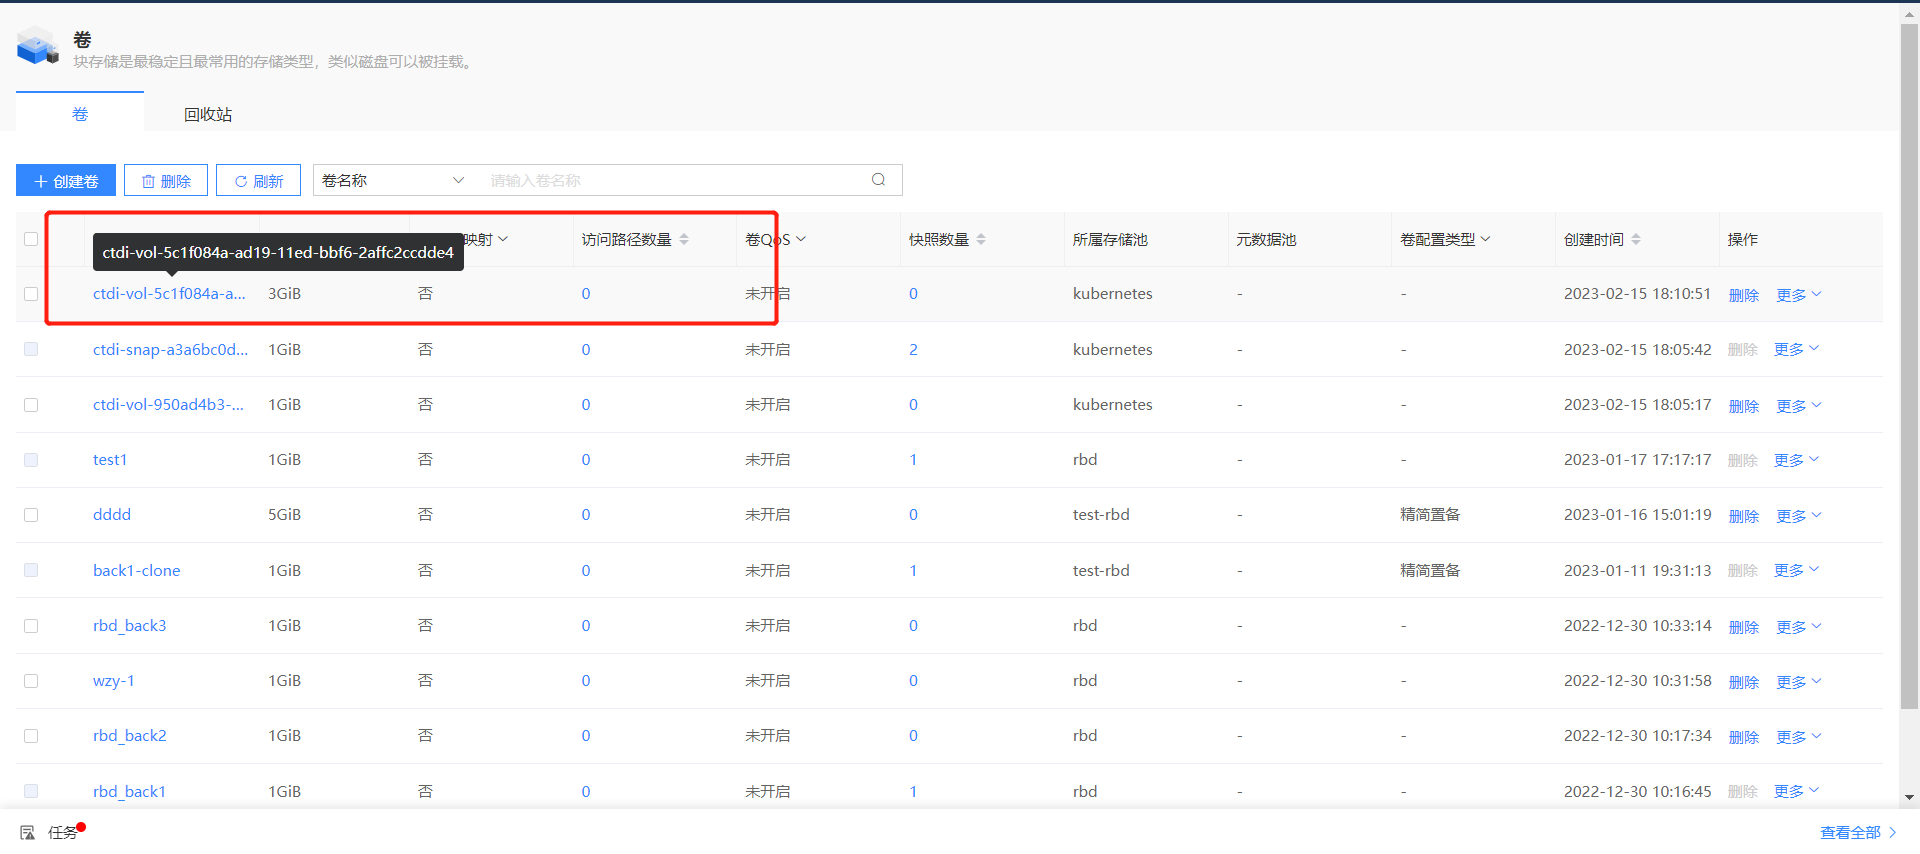 卷
块存储是最稳定且最常用的存储类型，类似磁盘可以被挂载。
卷 回收站
创建卷 删除 刷新 卷名称 请输入卷名称
映射 访问路径数量 卷QoS 快照数量 所属存储池 元数据池 卷配置类型 创建时间 操作
ctdi-vol-5c1f084a-ad19-11ed-bbf6-2affc2ccdde4
ctdi-vol-5c1f084a-a... 3GiB 否 0 未开启 0 kubernetes - - 2023-02-15 18:10:51 删除 更多
ctdi-snap-a3a6bc0d... 1GiB 否 0 未开启 2 kubernetes - - 2023-02-15 18:05:42 删除 更多
ctdi-vol-950ad4b3-... 1GiB 否 0 未开启 0 kubernetes - - 2023-02-15 18:05:17 删除 更多
test1 1GiB 否 0 未开启 1 rbd - - 2023-01-17 17:17:17 删除 更多
dddd 5GiB 否 0 未开启 0 test-rbd - 精简置备 2023-01-16 15:01:19 删除 更多
back1-clone 1GiB 否 0 未开启 1 test-rbd - 精简置备 2023-01-11 19:31:13 删除 更多
rbd_back3 1GiB 否 0 未开启 0 rbd - - 2022-12-30 10:33:14 删除 更多
wzy-1 1GiB 否 0 未开启 0 rbd - - 2022-12-30 10:31:58 删除 更多
rbd_back2 1GiB 否 0 未开启 0 rbd - - 2022-12-30 10:17:34 删除 更多
rbd_back1 1GiB 否 0 未开启 1 rbd - - 2022-12-30 10:16:45 删除 更多
任务 查看全部